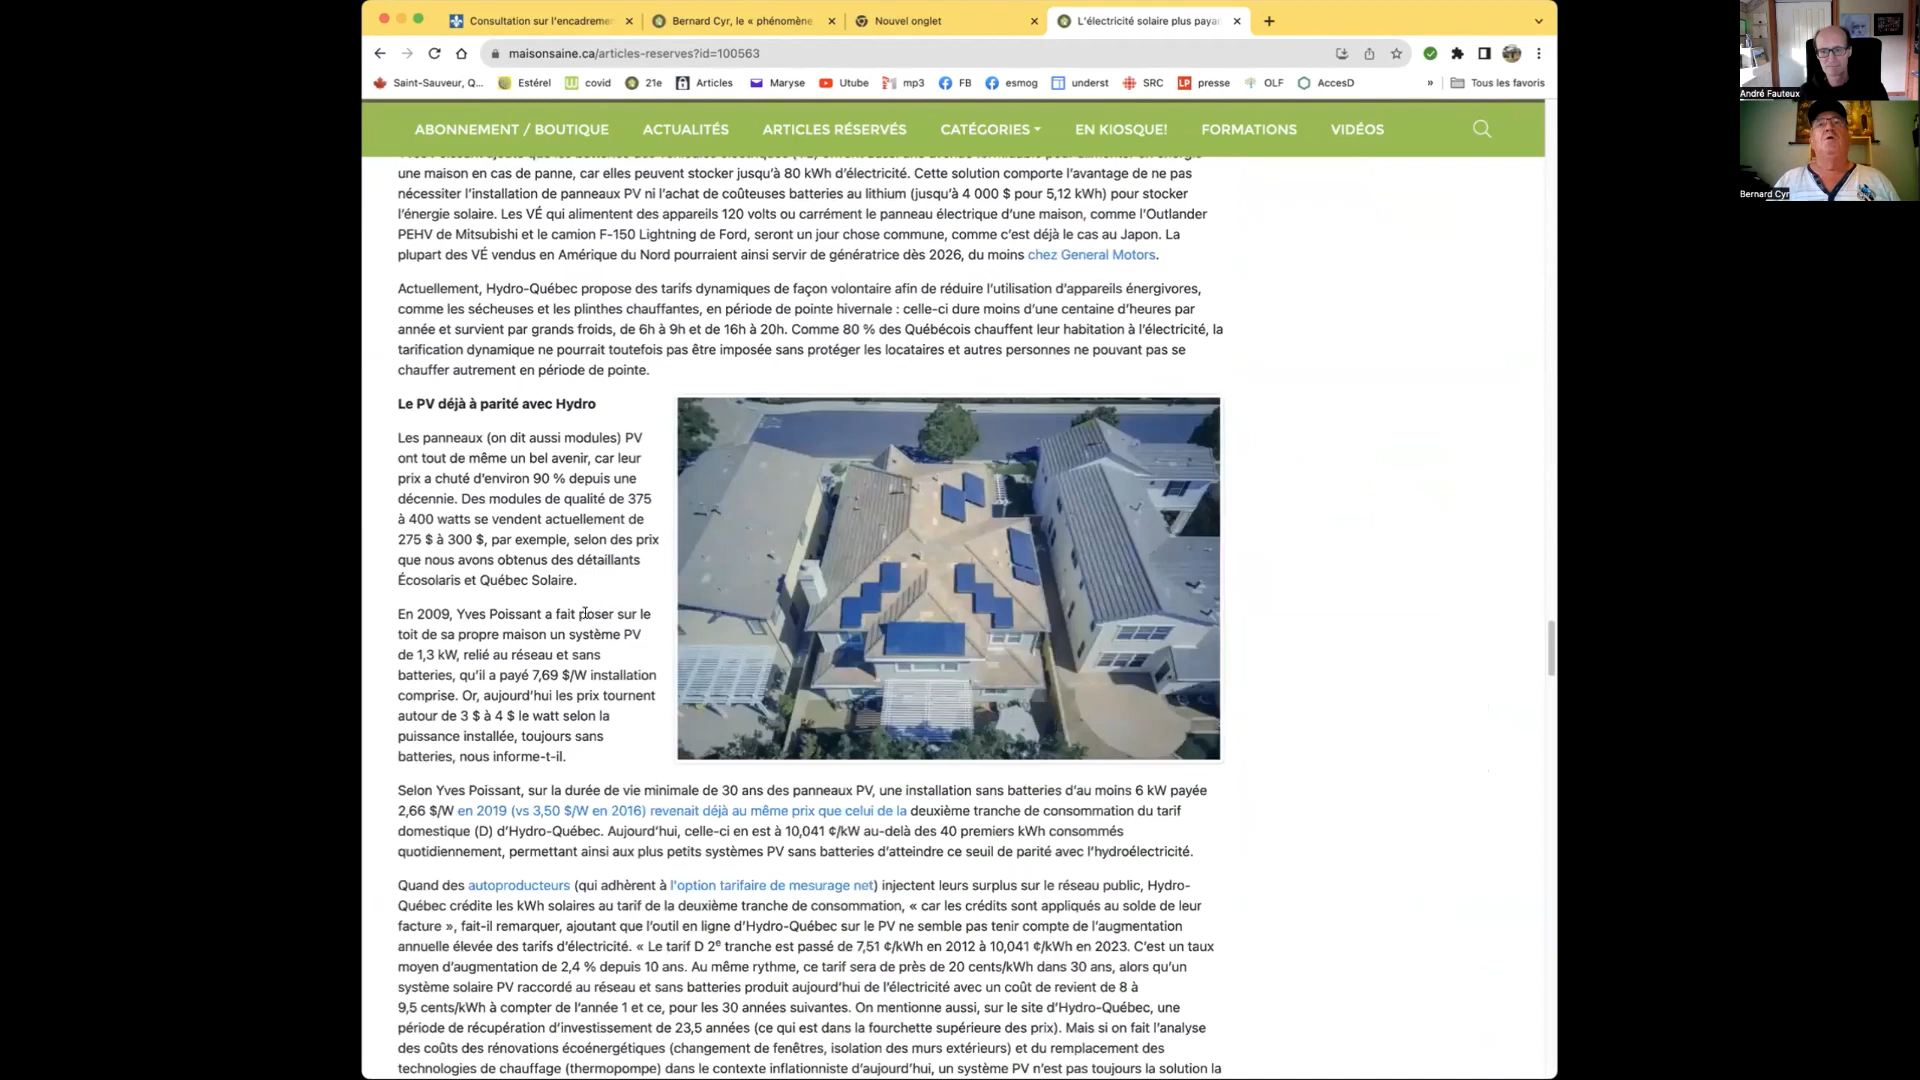 Consultation sur l'encadreme
Bernard Cyr, le « phénomène
Nouvel onglet
L'électricité solaire plus paya
maisonsaine.ca/articles-reserves?id=100563
Saint-Sauveur, Q...
Estérel
covid
21e
Articles
Maryse
Utube
mp3
FB
esmog
underst
SRC
presse
OLF
AccesD
»
Tous les favoris
André Fauteux
Bernard Cyr
ABONNEMENT / BOUTIQUE
ACTUALITÉS
ARTICLES RÉSERVÉS
CATÉGORIES
EN KIOSQUE!
FORMATIONS
VIDÉOS
une maison en cas de panne, car elles peuvent stocker jusqu'à 80 kWh d'électricité. Cette solution comporte l'avantage de ne pas
nécessiter l'installation de panneaux PV ni l'achat de coûteuses batteries au lithium (jusqu'à 4 000 $ pour 5,12 kWh) pour stocker
l'énergie solaire. Les VÉ qui alimentent des appareils 120 volts ou carrément le panneau électrique d'une maison, comme l'Outlander
PEHV de Mitsubishi et le camion F-150 Lightning de Ford, seront un jour chose commune, comme c'est déjà le cas au Japon. La
plupart des VÉ vendus en Amérique du Nord pourraient ainsi servir de génératrice dès 2026, du moins chez General Motors.
Actuellement, Hydro-Québec propose des tarifs dynamiques de façon volontaire afin de réduire l'utilisation d'appareils énergivores,
comme les sécheuses et les plinthes chauffantes, en période de pointe hivernale : celle-ci dure moins d'une centaine d'heures par
année et survient par grands froids, de 6h à 9h et de 16h à 20h. Comme 80 % des Québécois chauffent leur habitation à l'électricité, la
tarification dynamique ne pourrait toutefois pas être imposée sans protéger les locataires et autres personnes ne pouvant pas se
chauffer autrement en période de pointe.
Le PV déjà à parité avec Hydro
Les panneaux (on dit aussi modules) PV
ont tout de même un bel avenir, car leur
prix a chuté d'environ 90 % depuis une
décennie. Des modules de qualité de 375
à 400 watts se vendent actuellement de
275 $ à 300 $, par exemple, selon des prix
que nous avons obtenus des détaillants
Écosolaris et Québec Solaire.
En 2009, Yves Poissant a fait poser sur le
toit de sa propre maison un système PV
de 1,3 kW, relié au réseau et sans
batteries, qu'il a payé 7,69 $/W installation
comprise. Or, aujourd'hui les prix tournent
autour de 3 $ à 4 $ le watt selon la
puissance installée, toujours sans
batteries, nous informe-t-il.
Selon Yves Poissant, sur la durée de vie minimale de 30 ans des panneaux PV, une installation sans batteries d'au moins 6 kW payée
2,66 $/W en 2019 (vs 3,50 $/W en 2016) revenait déjà au même prix que celui de la deuxième tranche de consommation du tarif
domestique (D) d'Hydro-Québec. Aujourd'hui, celle-ci en est à 10,041 ¢/kW au-delà des 40 premiers kWh consommés
quotidiennement, permettant ainsi aux plus petits systèmes PV sans batteries d'atteindre ce seuil de parité avec l'hydroélectricité.
Quand des autoproducteurs (qui adhèrent à l'option tarifaire de mesurage net) injectent leurs surplus sur le réseau public, Hydro-
Québec crédite les kWh solaires au tarif de la deuxième tranche de consommation, « car les crédits sont appliqués au solde de leur
facture », fait-il remarquer, ajoutant que l'outil en ligne d'Hydro-Québec sur le PV ne semble pas tenir compte de l'augmentation
annuelle élevée des tarifs d'électricité. « Le tarif D 2e tranche est passé de 7,51 ¢/kWh en 2012 à 10,041 ¢/kWh en 2023. C'est un taux
moyen d'augmentation de 2,4 % depuis 10 ans. Au même rythme, ce tarif sera de près de 20 cents/kWh dans 30 ans, alors qu'un
système solaire PV raccordé au réseau et sans batteries produit aujourd'hui de l'électricité avec un coût de revient de 8 à
9,5 cents/kWh à compter de l'année 1 et ce, pour les 30 années suivantes. On mentionne aussi, sur le site d'Hydro-Québec, une
période de récupération d'investissement de 23,5 années (ce qui est dans la fourchette supérieure des prix). Mais si on fait l'analyse
des coûts des rénovations écoénergétiques (changement de fenêtres, isolation des murs extérieurs) et du remplacement des
technologies de chauffage (thermopompe) dans le contexte inflationniste d'aujourd'hui, un système PV n'est pas toujours la solution la